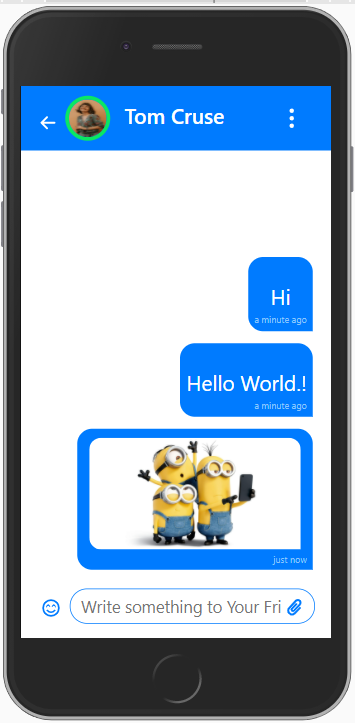 Tom Cruse
Hi
a minute ago
Hello World.!
a minute ago
just now
Write something to Your Fri